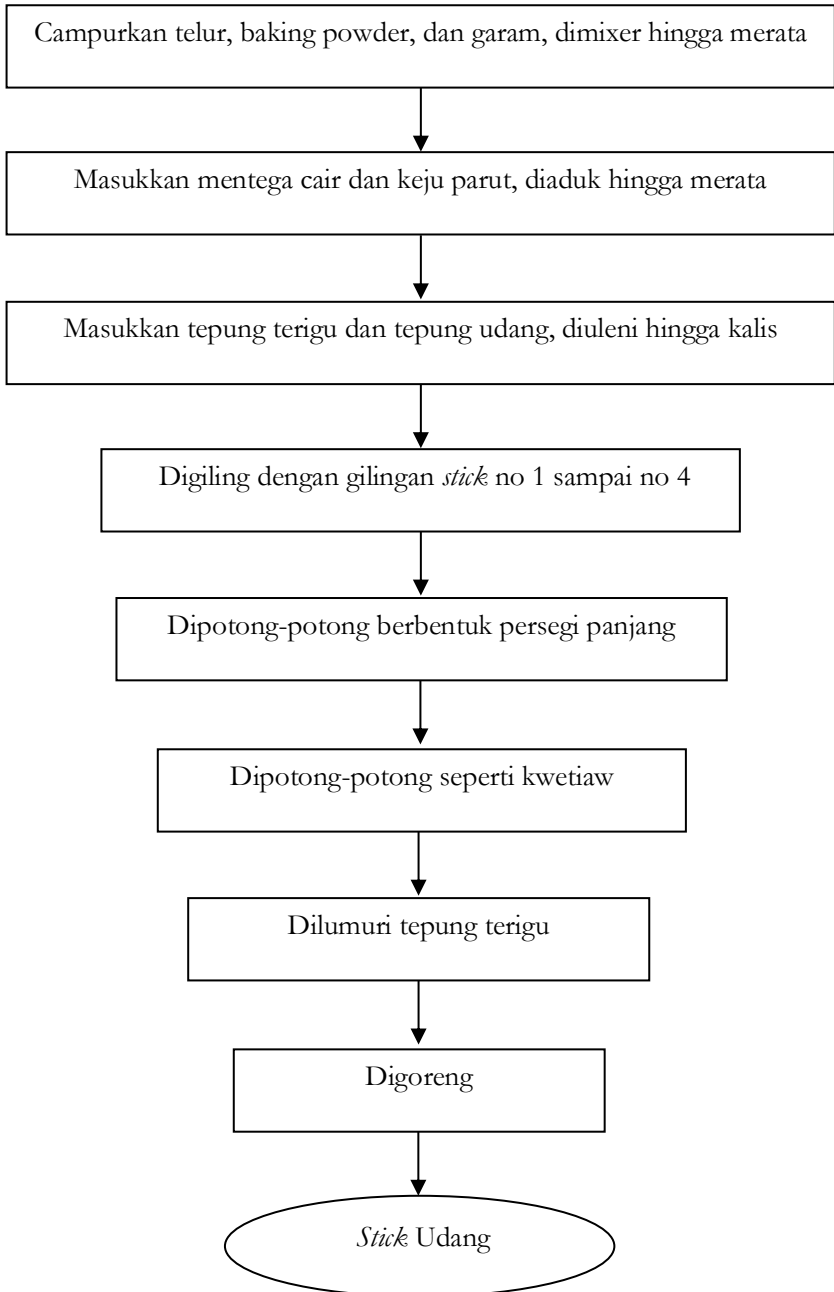 Campurkan telur, baking powder, dan garam, dimixer hingga merata
Masukkan mentega cair dan keju parut, diaduk hingga merata
Masukkan tepung terigu dan tepung udang, diuleni hingga kalis
Digiling dengan gilingan stick no 1 sampai no 4
Dipotong-potong berbentuk persegi panjang
Dipotong-potong seperti kwetiaw
Dilumuri tepung terigu
Digoreng
Stick Udang